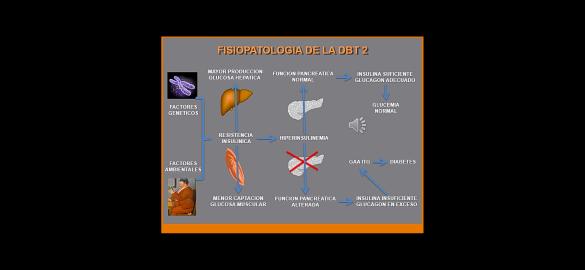 FISIOPATOLOGIA DE LA DBT 2
MAYOR PRODUCCION
GLUCOSA HEPATICA
FUNCION PANCREATICA
NORMAL
INSULINA SUFICIENTE
GLUCAGON ADECUADO
FACTORES
GENETICOS
GLUCEMIA
NORMAL
RESISTENCIA
INSULINICA
HIPERINSULINEMIA
FACTORES
AMBIENTALES
GAA ITG
DIABETES
MENOR CAPTACION
GLUCOSA MUSCULAR
FUNCION PANCREATICA
ALTERADA
INSULINA INSUFICIENTE
GLUCAGON EN EXCESO